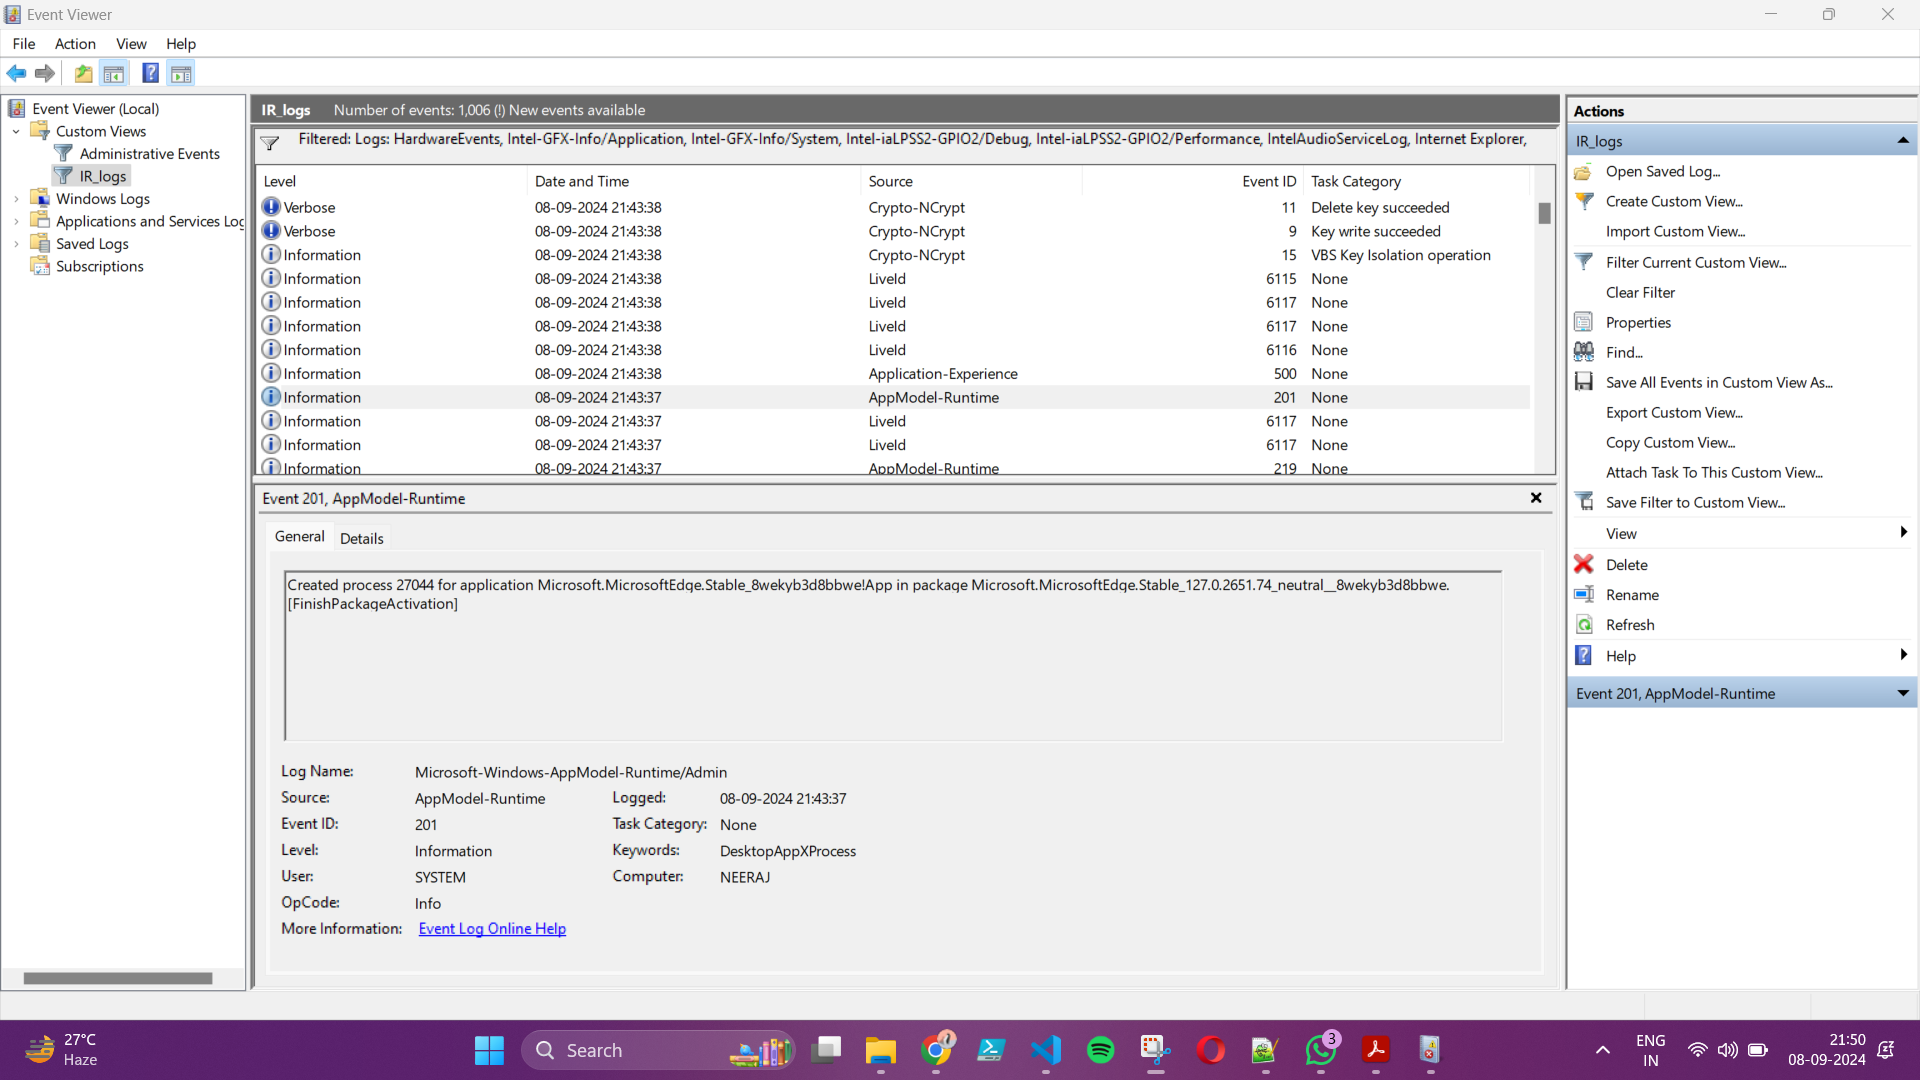 Event Viewer
File Action View Help
Event Viewer (Local)
Custom Views
Administrative Events
IR_logs
Windows Logs
Applications and Services Log
Saved Logs
Subscriptions
IR_logs Number of events: 1,006 (!) New events available
Filtered: Logs: HardwareEvents, Intel-GFX-Info/Application, Intel-GFX-Info/System, Intel-iaLPSS2-GPIO2/Debug, Intel-iaLPSS2-GPIO2/Performance, IntelAudioServiceLog, Internet Explorer,
Level Date and Time Source Event ID Task Category
Verbose 08-09-2024 21:43:38 Crypto-NCrypt 11 Delete key succeeded
Verbose 08-09-2024 21:43:38 Crypto-NCrypt 9 Key write succeeded
Information 08-09-2024 21:43:38 Crypto-NCrypt 15 VBS Key Isolation operation
Information 08-09-2024 21:43:38 LiveId 6115 None
Information 08-09-2024 21:43:38 LiveId 6117 None
Information 08-09-2024 21:43:38 LiveId 6117 None
Information 08-09-2024 21:43:38 LiveId 6116 None
Information 08-09-2024 21:43:38 Application-Experience 500 None
Information 08-09-2024 21:43:37 AppModel-Runtime 201 None
Information 08-09-2024 21:43:37 LiveId 6117 None
Information 08-09-2024 21:43:37 LiveId 6117 None
Information 08-09-2024 21:43:37 AppModel-Runtime 219 None
Event 201, AppModel-Runtime
General Details
Created process 27044 for application Microsoft.MicrosoftEdge.Stable_8wekyb3d8bbwe!App in package Microsoft.MicrosoftEdge.Stable_127.0.2651.74_neutral__8wekyb3d8bbwe.
[FinishPackageActivation]
Log Name: Microsoft-Windows-AppModel-Runtime/Admin
Source: AppModel-Runtime Logged: 08-09-2024 21:43:37
Event ID: 201 Task Category: None
Level: Information Keywords: DesktopAppXProcess
User: SYSTEM Computer: NEERAJ
OpCode: Info
More Information: Event Log Online Help
Actions
IR_logs
Open Saved Log...
Create Custom View...
Import Custom View...
Filter Current Custom View...
Clear Filter
Properties
Find...
Save All Events in Custom View As...
Export Custom View...
Copy Custom View...
Attach Task To This Custom View...
Save Filter to Custom View...
View
Delete
Rename
Refresh
Help
Event 201, AppModel-Runtime
27°C
Haze
Search
3
ENG
IN
21:50
08-09-2024